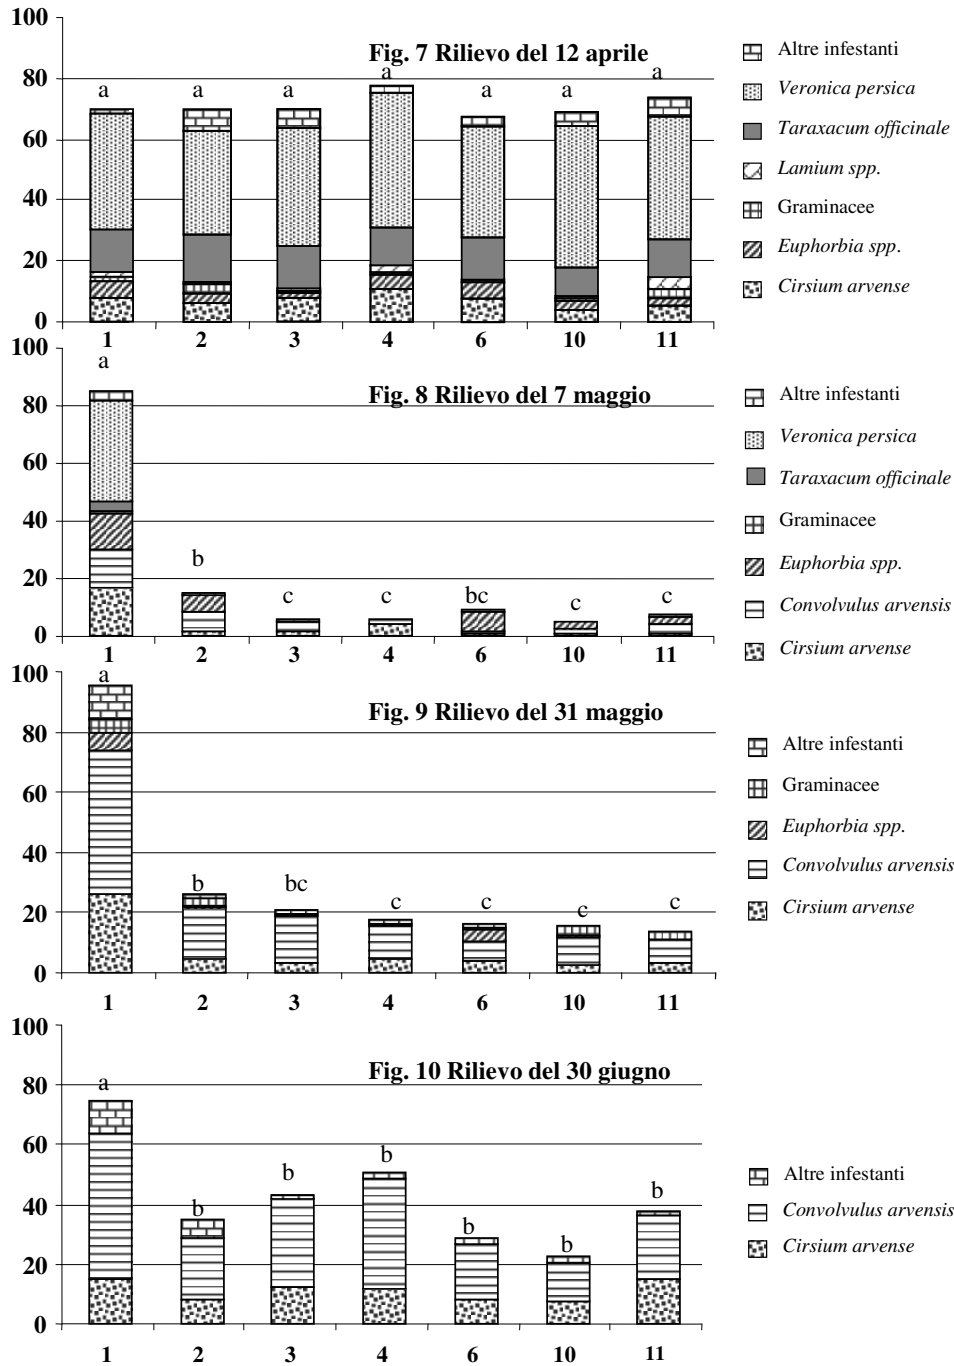 Fig. 7 Rilievo del 12 aprile
100
80
60
40
20
0
a a a a a a a
1 2 3 4 6 10 11
Altre infestanti
Veronica persica
Taraxacum officinale
Lamium spp.
Graminacee
Euphorbia spp.
Cirsium arvense
Fig. 8 Rilievo del 7 maggio
100
80
60
40
20
0
a b c c bc c c
1 2 3 4 6 10 11
Altre infestanti
Veronica persica
Taraxacum officinale
Graminacee
Euphorbia spp.
Convolvulus arvensis
Cirsium arvense
Fig. 9 Rilievo del 31 maggio
100
80
60
40
20
0
a b bc c c c c
1 2 3 4 6 10 11
Altre infestanti
Graminacee
Euphorbia spp.
Convolvulus arvensis
Cirsium arvense
Fig. 10 Rilievo del 30 giugno
100
80
60
40
20
0
a b b b b b b
1 2 3 4 6 10 11
Altre infestanti
Convolvulus arvensis
Cirsium arvense